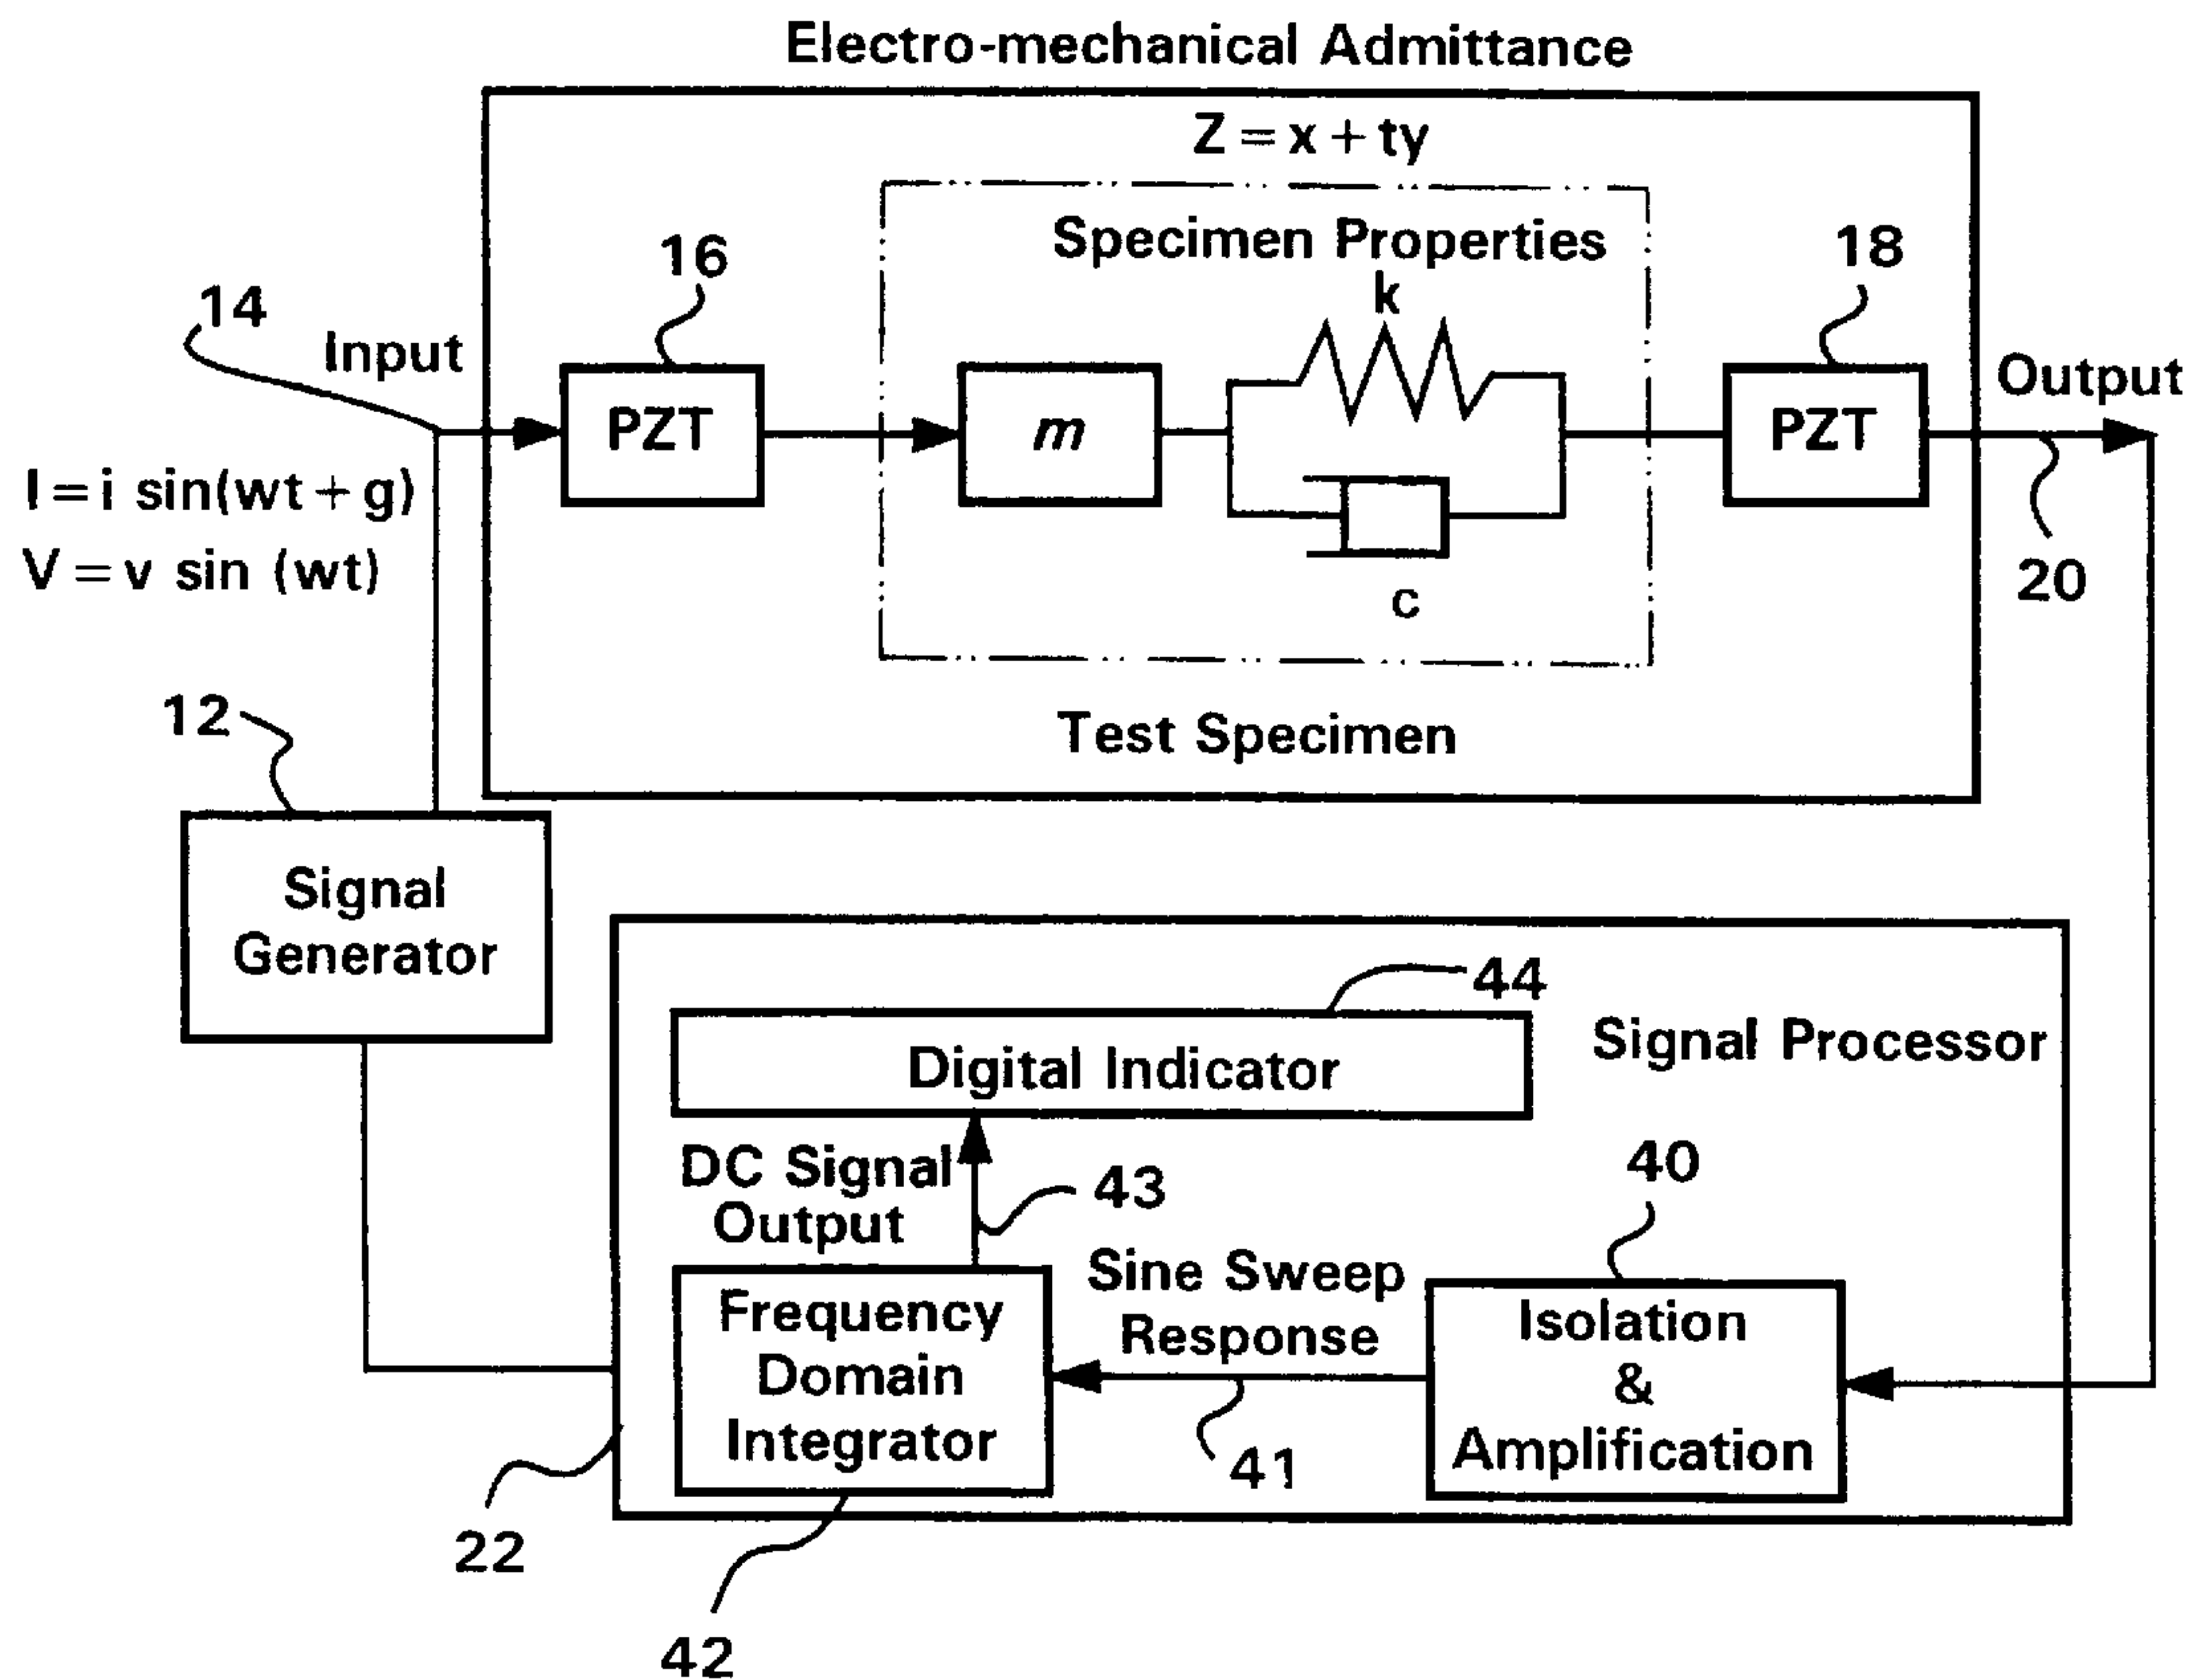 Electro-mechanical Admittance
Z = x + ty
Specimen Properties
k
16
18
14
Input
Output
PZT
m
PZT
I = i sin(wt + g)
V = v sin (wt)
c
20
12
Test Specimen
Signal
Generator
44
Signal Processor
Digital Indicator
DC Signal
Output
43
40
Sine Sweep
Response
Frequency
Domain
Integrator
Isolation
&
Amplification
41
22
42